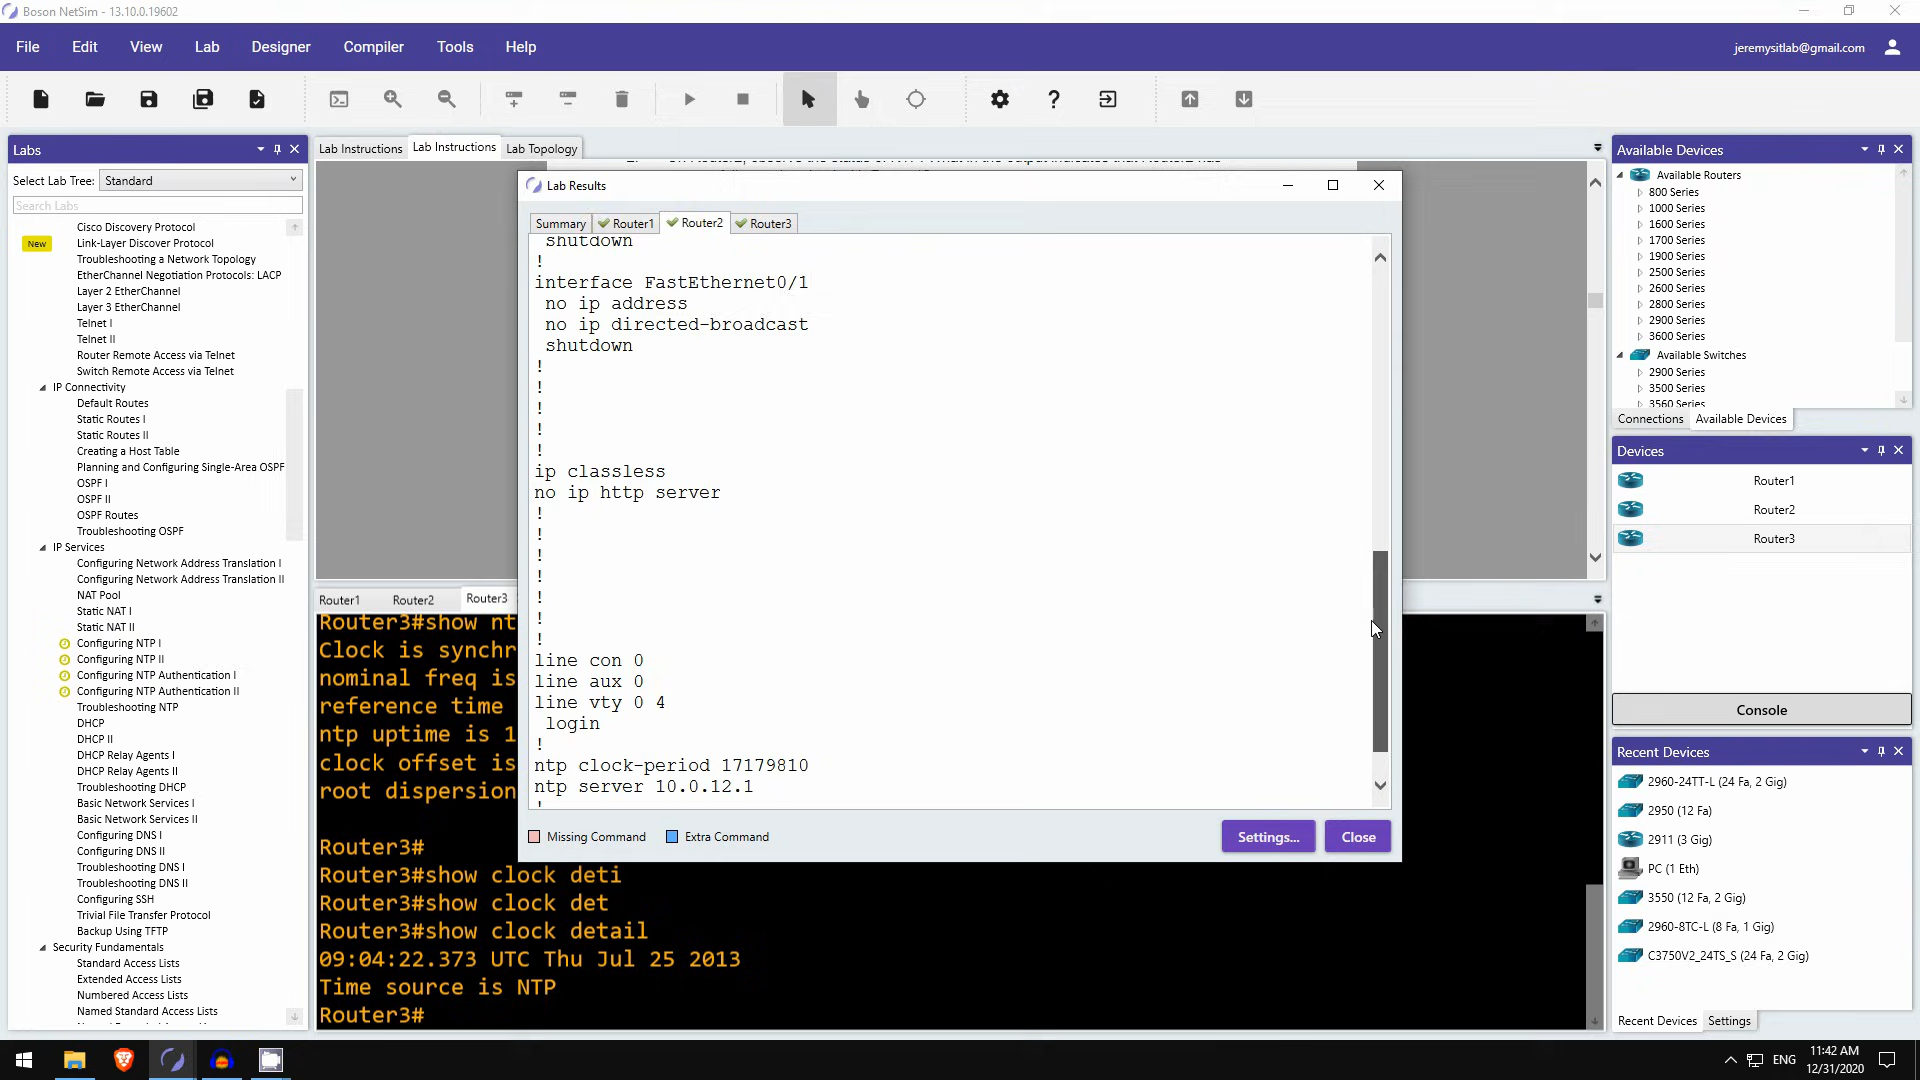 Boson NetSim - 13.10.0.19602
File Edit View Lab Designer Compiler Tools Help
jeremysitlab@gmail.com
Labs
Select Lab Tree: Standard
Search Labs
Cisco Discovery Protocol
New Link-Layer Discover Protocol
Troubleshooting a Network Topology
EtherChannel Negotiation Protocols: LACP
Layer 2 EtherChannel
Layer 3 EtherChannel
Telnet I
Telnet II
Router Remote Access via Telnet
Switch Remote Access via Telnet
IP Connectivity
Default Routes
Static Routes I
Static Routes II
Creating a Host Table
Planning and Configuring Single-Area OSPF
OSPF I
OSPF II
OSPF Routes
Troubleshooting OSPF
IP Services
Configuring Network Address Translation I
Configuring Network Address Translation II
NAT Pool
Static NAT I
Static NAT II
Configuring NTP I
Configuring NTP II
Configuring NTP Authentication I
Configuring NTP Authentication II
Troubleshooting NTP
DHCP
DHCP II
DHCP Relay Agents I
DHCP Relay Agents II
Troubleshooting DHCP
Basic Network Services I
Basic Network Services II
Configuring DNS I
Configuring DNS II
Troubleshooting DNS I
Troubleshooting DNS II
Configuring SSH
Trivial File Transfer Protocol
Backup Using TFTP
Security Fundamentals
Standard Access Lists
Extended Access Lists
Numbered Access Lists
Named Standard Access Lists
Lab Instructions Lab Instructions Lab Topology
Lab Results
Summary Router1 Router2 Router3
shutdown
!
interface FastEthernet0/1
no ip address
no ip directed-broadcast
shutdown
!
!
!
!
!
ip classless
no ip http server
!
!
!
!
!
!
!
line con 0
line aux 0
line vty 0 4
login
!
ntp clock-period 17179810
ntp server 10.0.12.1
!
Missing Command Extra Command
Settings... Close
Router1 Router2 Router3
Router3#show nt
Clock is synchr
nominal freq is
reference time
ntp uptime is 1
clock offset is
root dispersion
Router3#
Router3#show clock deti
Router3#show clock det
Router3#show clock detail
09:04:22.373 UTC Thu Jul 25 2013
Time source is NTP
Router3#
Available Devices
Available Routers
800 Series
1000 Series
1600 Series
1700 Series
1900 Series
2500 Series
2600 Series
2800 Series
2900 Series
3600 Series
Available Switches
2900 Series
3500 Series
3560 Series
Connections Available Devices
Devices
Router1
Router2
Router3
Console
Recent Devices
2960-24TT-L (24 Fa, 2 Gig)
2950 (12 Fa)
2911 (3 Gig)
PC (1 Eth)
3550 (12 Fa, 2 Gig)
2960-8TC-L (8 Fa, 1 Gig)
C3750V2_24TS_S (24 Fa, 2 Gig)
Recent Devices Settings
ENG
11:42 AM
12/31/2020